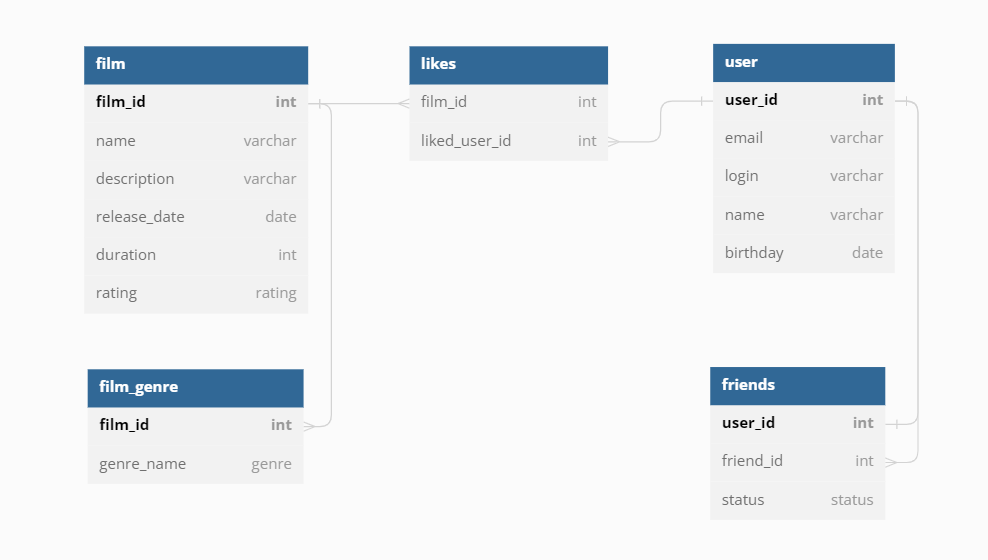 film
film_id int
name varchar
description varchar
release_date date
duration int
rating rating
likes
film_id int
liked_user_id int
user
user_id int
email varchar
login varchar
name varchar
birthday date
film_genre
film_id int
genre_name genre
friends
user_id int
friend_id int
status status